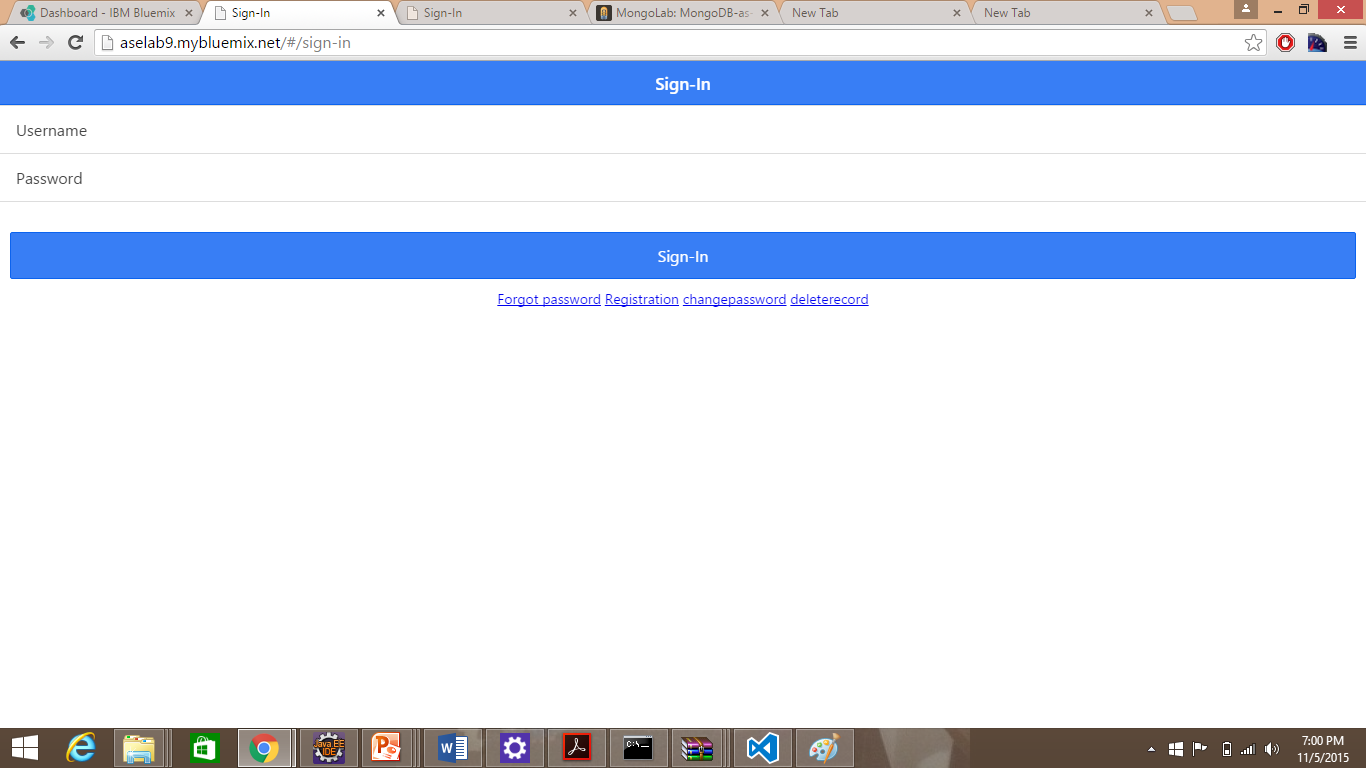 Dashboard - IBM Bluemix Sign-In Sign-In MongoLab: MongoDB-as- New Tab New Tab
aselab9.mybluemix.net/#/sign-in
Sign-In
Username
Password
Sign-In
Forgot password Registration changepassword deleterecord
Java EE
IDE
C:\_
7:00 PM
11/5/2015